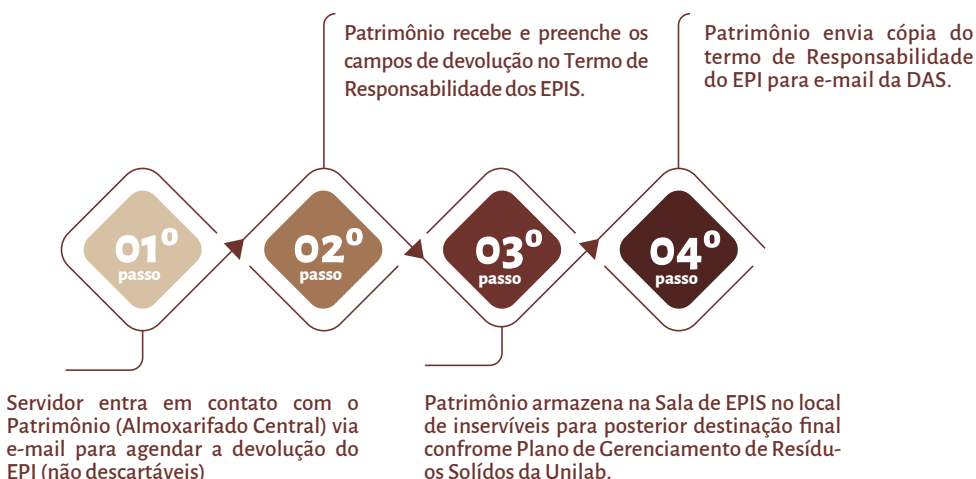 Patrimônio recebe e preenche os
campos de devolução no Termo de
Responsabilidade dos EPIS.
Patrimônio envia cópia do
termo de Responsabilidade
do EPI para e-mail da DAS.
01º
passo
02º
passo
03º
passo
04º
passo
Servidor entra em contato com o
Patrimônio (Almoxarifado Central) via
e-mail para agendar a devolução do
EPI (não descartáveis)
Patrimônio armazena na Sala de EPIS no local
de inservíveis para posterior destinação final
confrome Plano de Gerenciamento de Resídu-
os Solídos da Unilab.